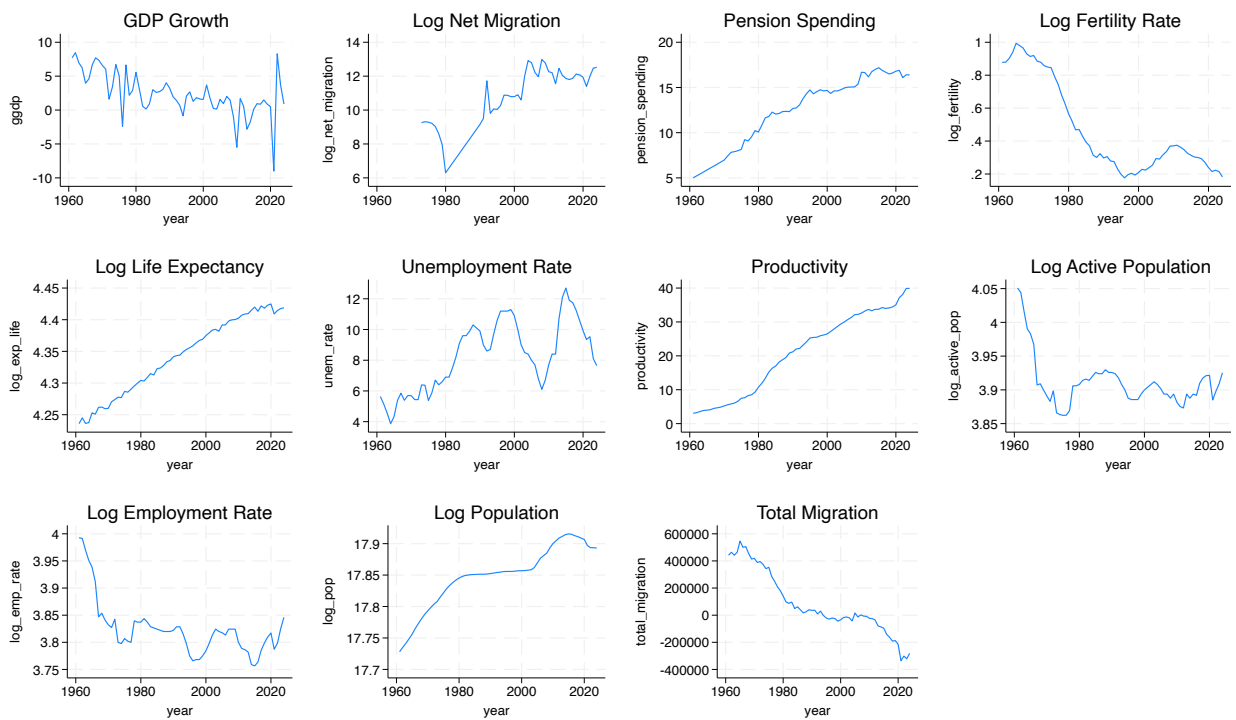 GDP Growth
ggdp
10
5
0
-5
-10
1960 1980 2000 2020
year
Log Net Migration
log_net_migration
14
12
10
8
6
1960 1980 2000 2020
year
Pension Spending
pension_spending
20
15
10
5
1960 1980 2000 2020
year
Log Fertility Rate
log_fertility
1
.8
.6
.4
.2
1960 1980 2000 2020
year
Log Life Expectancy
log_exp_life
4.45
4.4
4.35
4.3
4.25
1960 1980 2000 2020
year
Unemployment Rate
unem_rate
12
10
8
6
4
1960 1980 2000 2020
year
Productivity
productivity
40
30
20
10
0
1960 1980 2000 2020
year
Log Active Population
log_active_pop
4.05
4
3.95
3.9
3.85
1960 1980 2000 2020
year
Log Employment Rate
log_emp_rate
4
3.95
3.9
3.85
3.8
3.75
1960 1980 2000 2020
year
Log Population
log_pop
17.9
17.85
17.8
17.75
17.7
1960 1980 2000 2020
year
Total Migration
total_migration
600000
400000
200000
0
-200000
-400000
1960 1980 2000 2020
year